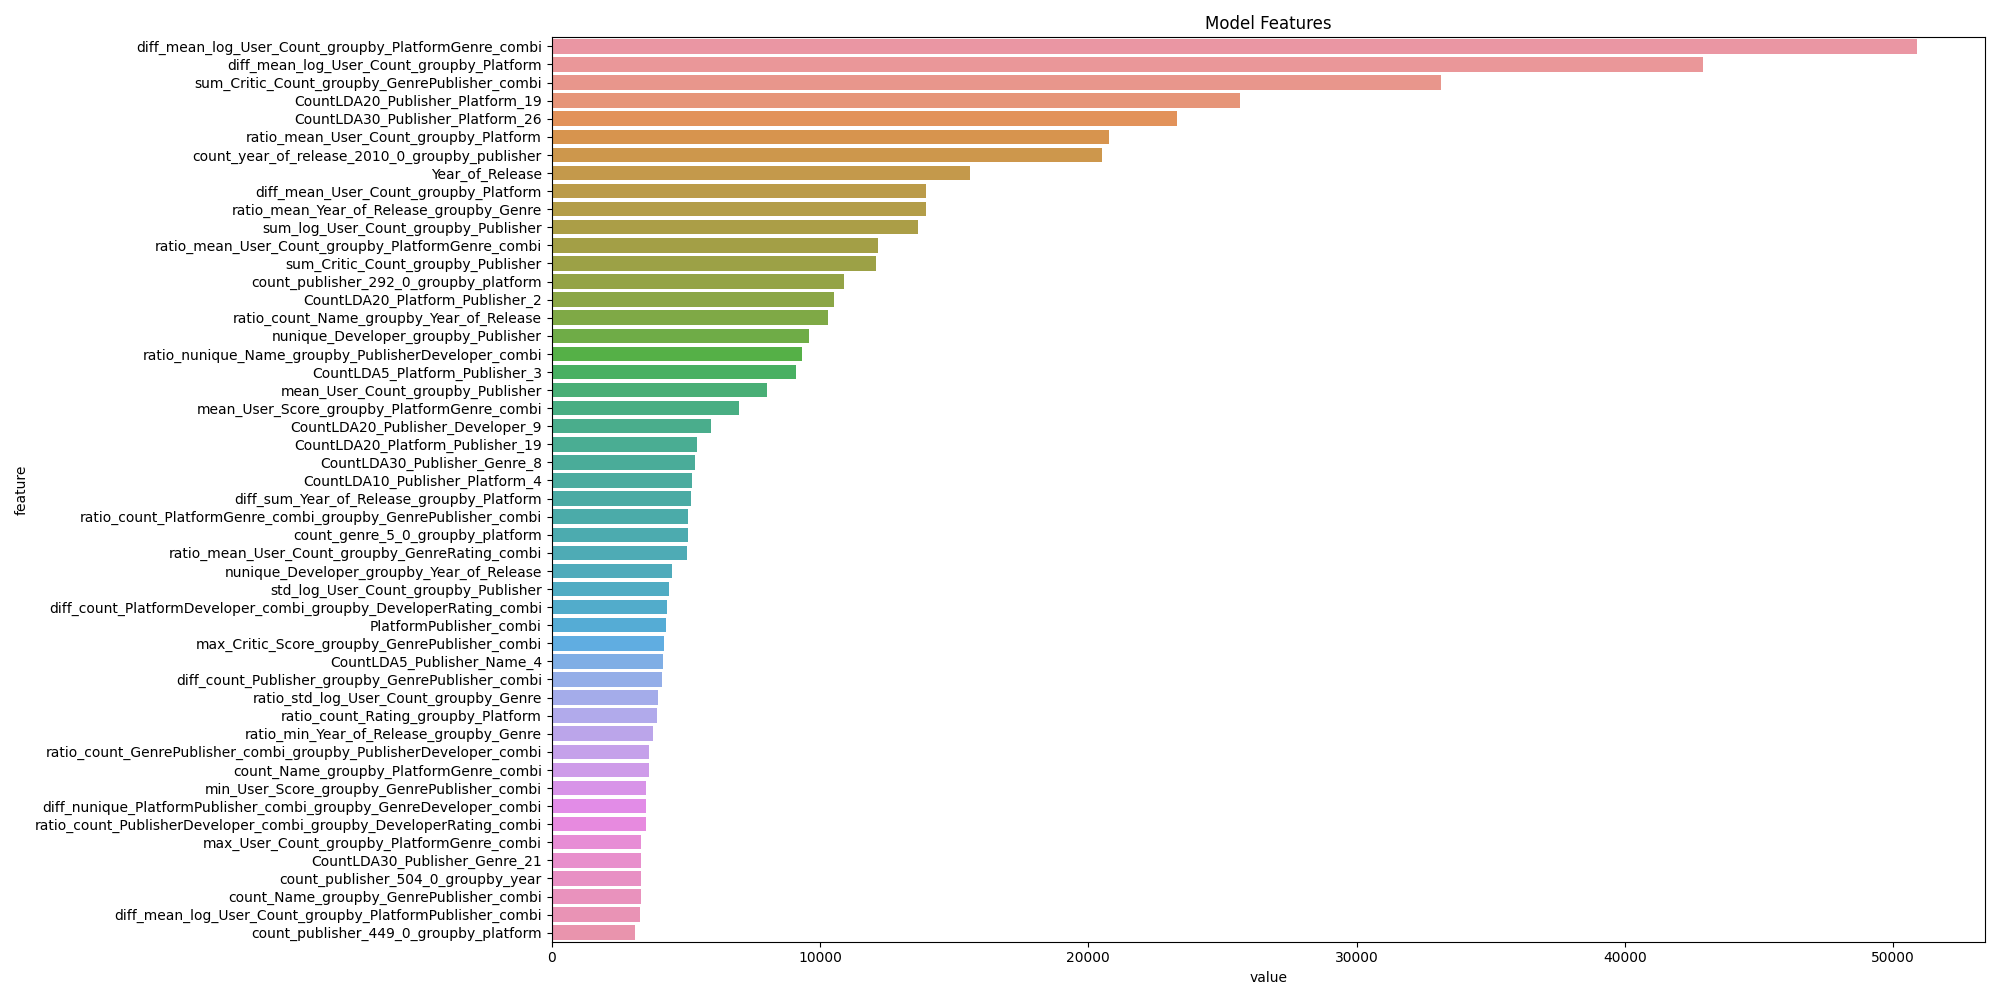 Model Features
diff_mean_log_User_Count_groupby_PlatformGenre_combi
diff_mean_log_User_Count_groupby_Platform
sum_Critic_Count_groupby_GenrePublisher_combi
CountLDA20_Publisher_Platform_19
CountLDA30_Publisher_Platform_26
ratio_mean_User_Count_groupby_Platform
count_year_of_release_2010_0_groupby_publisher
Year_of_Release
diff_mean_User_Count_groupby_Platform
ratio_mean_Year_of_Release_groupby_Genre
sum_log_User_Count_groupby_Publisher
ratio_mean_User_Count_groupby_PlatformGenre_combi
sum_Critic_Count_groupby_Publisher
count_publisher_292_0_groupby_platform
CountLDA20_Platform_Publisher_2
ratio_count_Name_groupby_Year_of_Release
nunique_Developer_groupby_Publisher
ratio_nunique_Name_groupby_PublisherDeveloper_combi
CountLDA5_Platform_Publisher_3
mean_User_Count_groupby_Publisher
mean_User_Score_groupby_PlatformGenre_combi
CountLDA20_Publisher_Developer_9
CountLDA20_Platform_Publisher_19
CountLDA30_Publisher_Genre_8
CountLDA10_Publisher_Platform_4
diff_sum_Year_of_Release_groupby_Platform
ratio_count_PlatformGenre_combi_groupby_GenrePublisher_combi
count_genre_5_0_groupby_platform
ratio_mean_User_Count_groupby_GenreRating_combi
nunique_Developer_groupby_Year_of_Release
std_log_User_Count_groupby_Publisher
diff_count_PlatformDeveloper_combi_groupby_DeveloperRating_combi
PlatformPublisher_combi
max_Critic_Score_groupby_GenrePublisher_combi
CountLDA5_Publisher_Name_4
diff_count_Publisher_groupby_GenrePublisher_combi
ratio_std_log_User_Count_groupby_Genre
ratio_count_Rating_groupby_Platform
ratio_min_Year_of_Release_groupby_Genre
ratio_count_GenrePublisher_combi_groupby_PublisherDeveloper_combi
count_Name_groupby_PlatformGenre_combi
min_User_Score_groupby_GenrePublisher_combi
diff_nunique_PlatformPublisher_combi_groupby_GenreDeveloper_combi
ratio_count_PublisherDeveloper_combi_groupby_DeveloperRating_combi
max_User_Count_groupby_PlatformGenre_combi
CountLDA30_Publisher_Genre_21
count_publisher_504_0_groupby_year
count_Name_groupby_GenrePublisher_combi
diff_mean_log_User_Count_groupby_PlatformPublisher_combi
count_publisher_449_0_groupby_platform
feature
0 10000 20000 30000 40000 50000
value